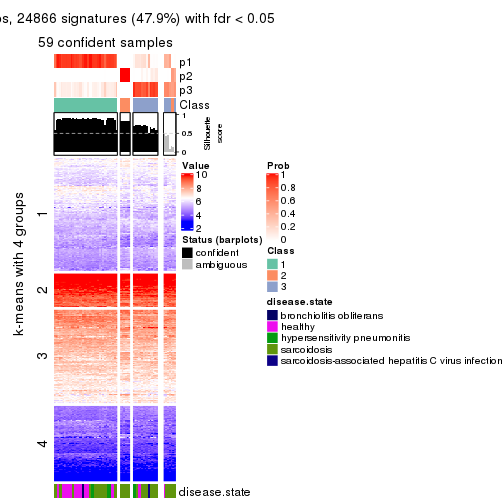 s, 24866 signatures (47.9%) with fdr < 0.05
59 confident samples
p1
p2
p3
Class
1
0.5
0
Silhouette
score
k-means with 4 groups
1
2
3
4
disease.state
Value
10
8
6
4
2
Status (barplots)
confident
ambiguous
Prob
1
0.8
0.6
0.4
0.2
0
Class
1
2
3
disease.state
bronchiolitis obliterans
healthy
hypersensitivity pneumonitis
sarcoidosis
sarcoidosis-associated hepatitis C virus infection